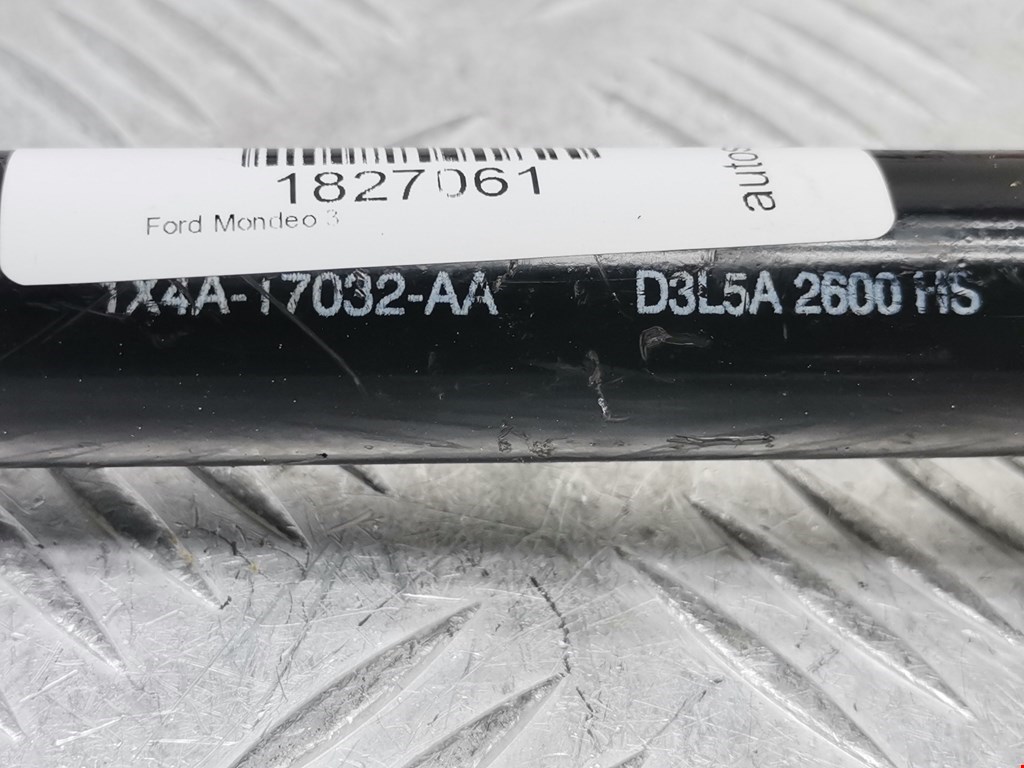 1827061
Ford Mondeo 3
1X4A-17032-AA D3L5A 2600 HS